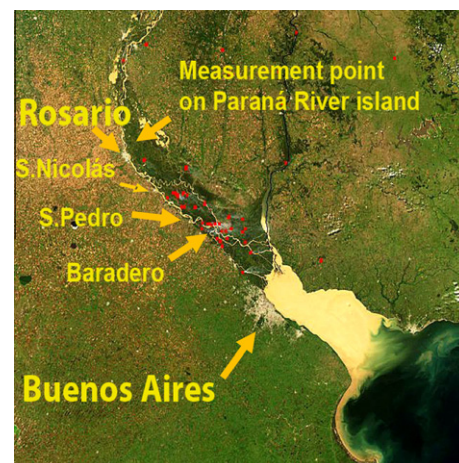 Measurement point
on Paraná River island
Rosario
S.Nicolás
S.Pedro
Baradero
Buenos Aires